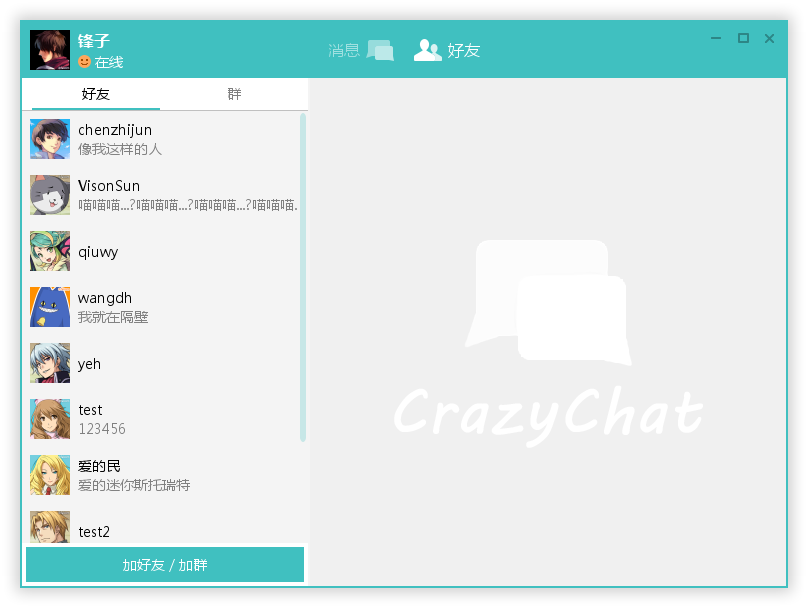 锋子
在线
消息
好友
好友
群
chenzhijun
像我这样的人
VisonSun
喵喵喵...?喵喵喵...?喵喵喵...?喵喵喵.
qiuwy
wangdh
我就在隔壁
yeh
test
123456
爱的民
爱的迷你斯托瑞特
test2
加好友 / 加群
CrazyChat